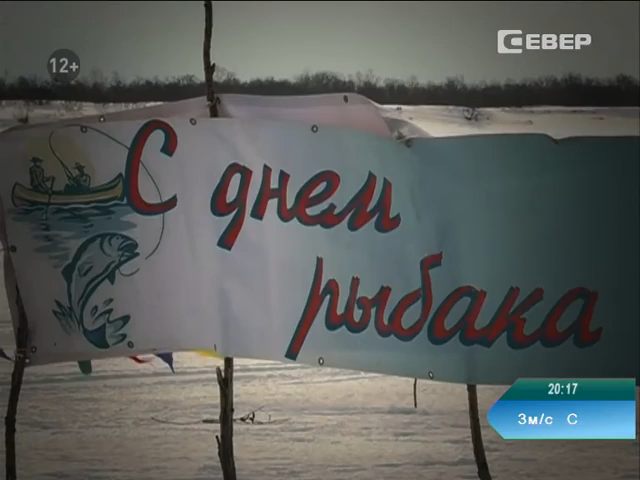 СЕВЕР
12+
С днем
рыбака
20:17
3м/с С